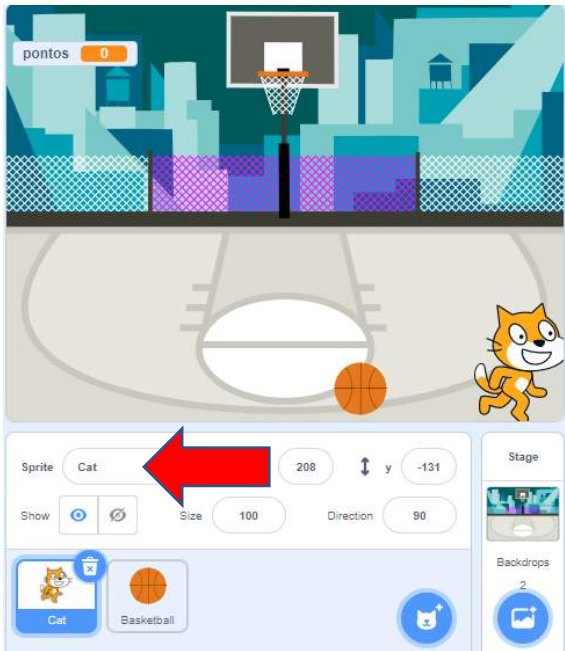 pontos 0
Sprite Cat 208 y -131
Show Size 100 Direction 90
Stage
Backdrops
2
Cat
Basketball